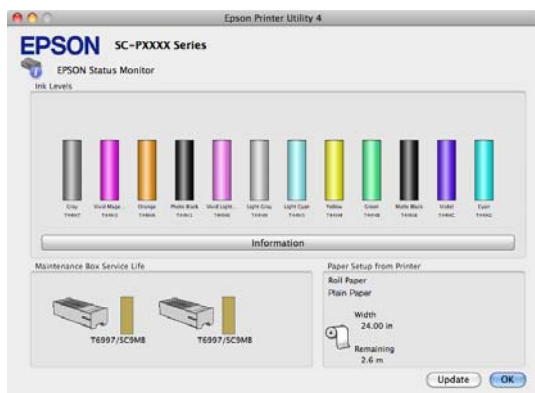 Epson Printer Utility 4
EPSON SC-PXXXX Series
EPSON Status Monitor
Ink Levels
Gray Vivid Mage... Orange Photo Black Vivid Light... Light Gray Light Cyan Yellow Green Matte Black Violet Cyan
Information
Maintenance Box Service Life
T6997/SC9MB
T6997/SC9MB
Paper Setup from Printer
Roll Paper
Plain Paper
Width
24.00 in
Remaining
2.6 m
Update
OK